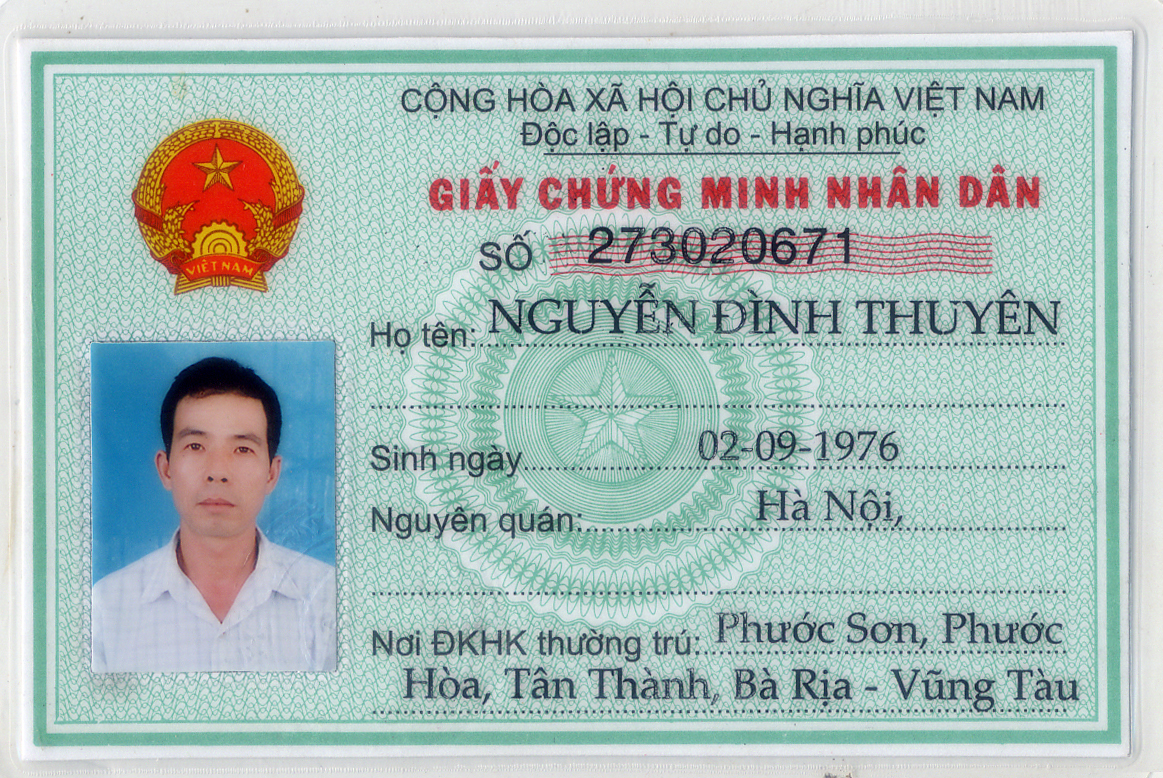 CỘNG HÒA XÃ HỘI CHỦ NGHĨA VIỆT NAM
Độc lập - Tự do - Hạnh phúc
GIẤY CHỨNG MINH NHÂN DÂN
SỐ 273020671
VIỆT NAM
Họ tên: NGUYỄN ĐÌNH THUYÊN
Sinh ngày 02-09-1976
Nguyên quán: Hà Nội,
Nơi ĐKHK thường trú: Phước Sơn, Phước
Hòa, Tân Thành, Bà Rịa - Vũng Tàu